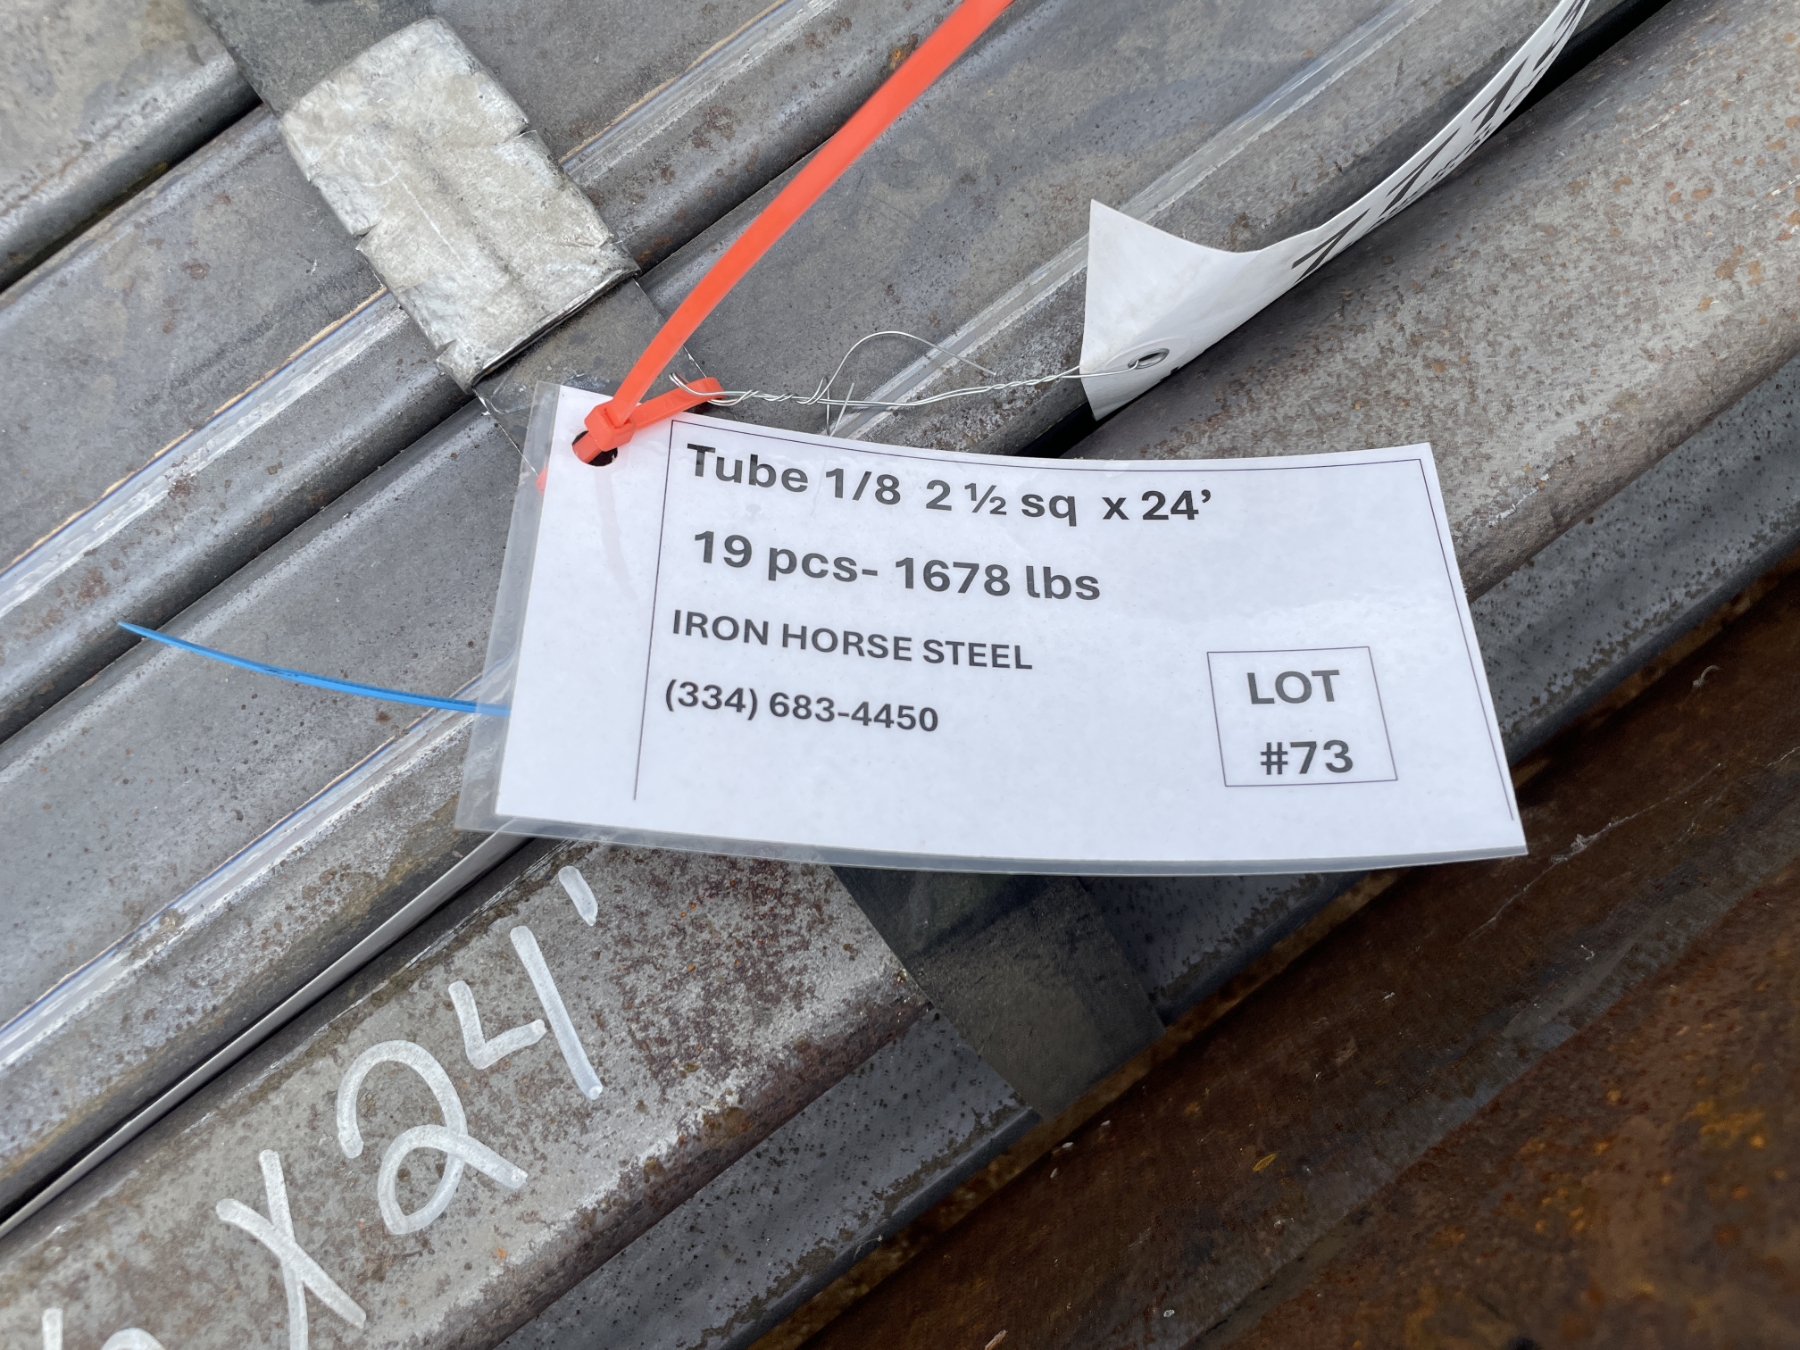 Tube 1/8 2 ½ sq x 24’
19 pcs- 1678 lbs
IRON HORSE STEEL
(334) 683-4450
LOT
#73
x 24'